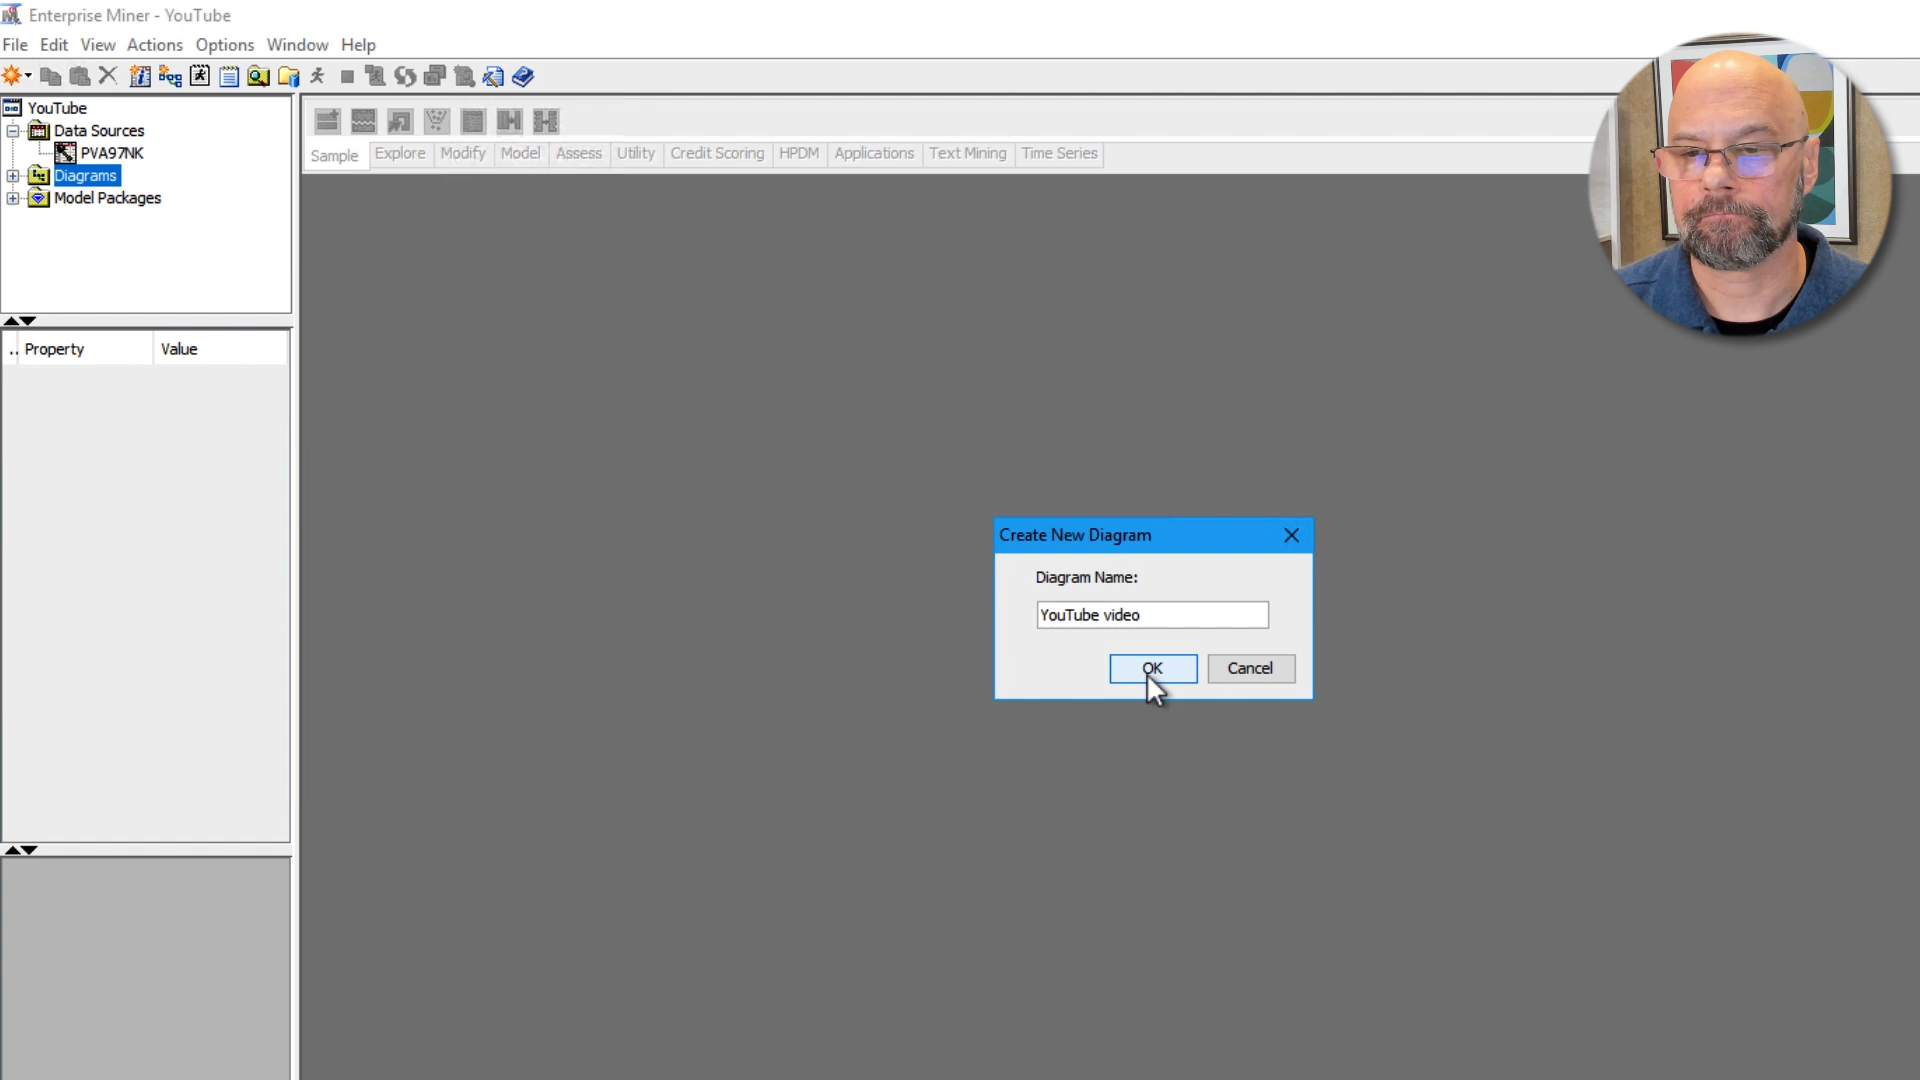 Enterprise Miner - YouTube
File Edit View Actions Options Window Help
YouTube
Data Sources
PVA97NK
Diagrams
Model Packages
Sample Explore Modify Model Assess Utility Credit Scoring HPDM Applications Text Mining Time Series
.. Property Value
Create New Diagram
Diagram Name:
YouTube video
OK Cancel